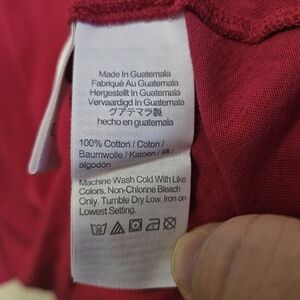 Made In Guatemala
Fabriqué Au Guatemala
Hergestellt In Guatemala
Vervaardigd In Guatemala
グアテマラ製
hecho en guatemala
100% Cotton / Coton /
Baumwolle / Katoen / 綿 /
algodón
Machine Wash Cold With Like
Colors. Non-Chlorine Bleach
Only. Tumble Dry Low. Iron on
Lowest Setting.